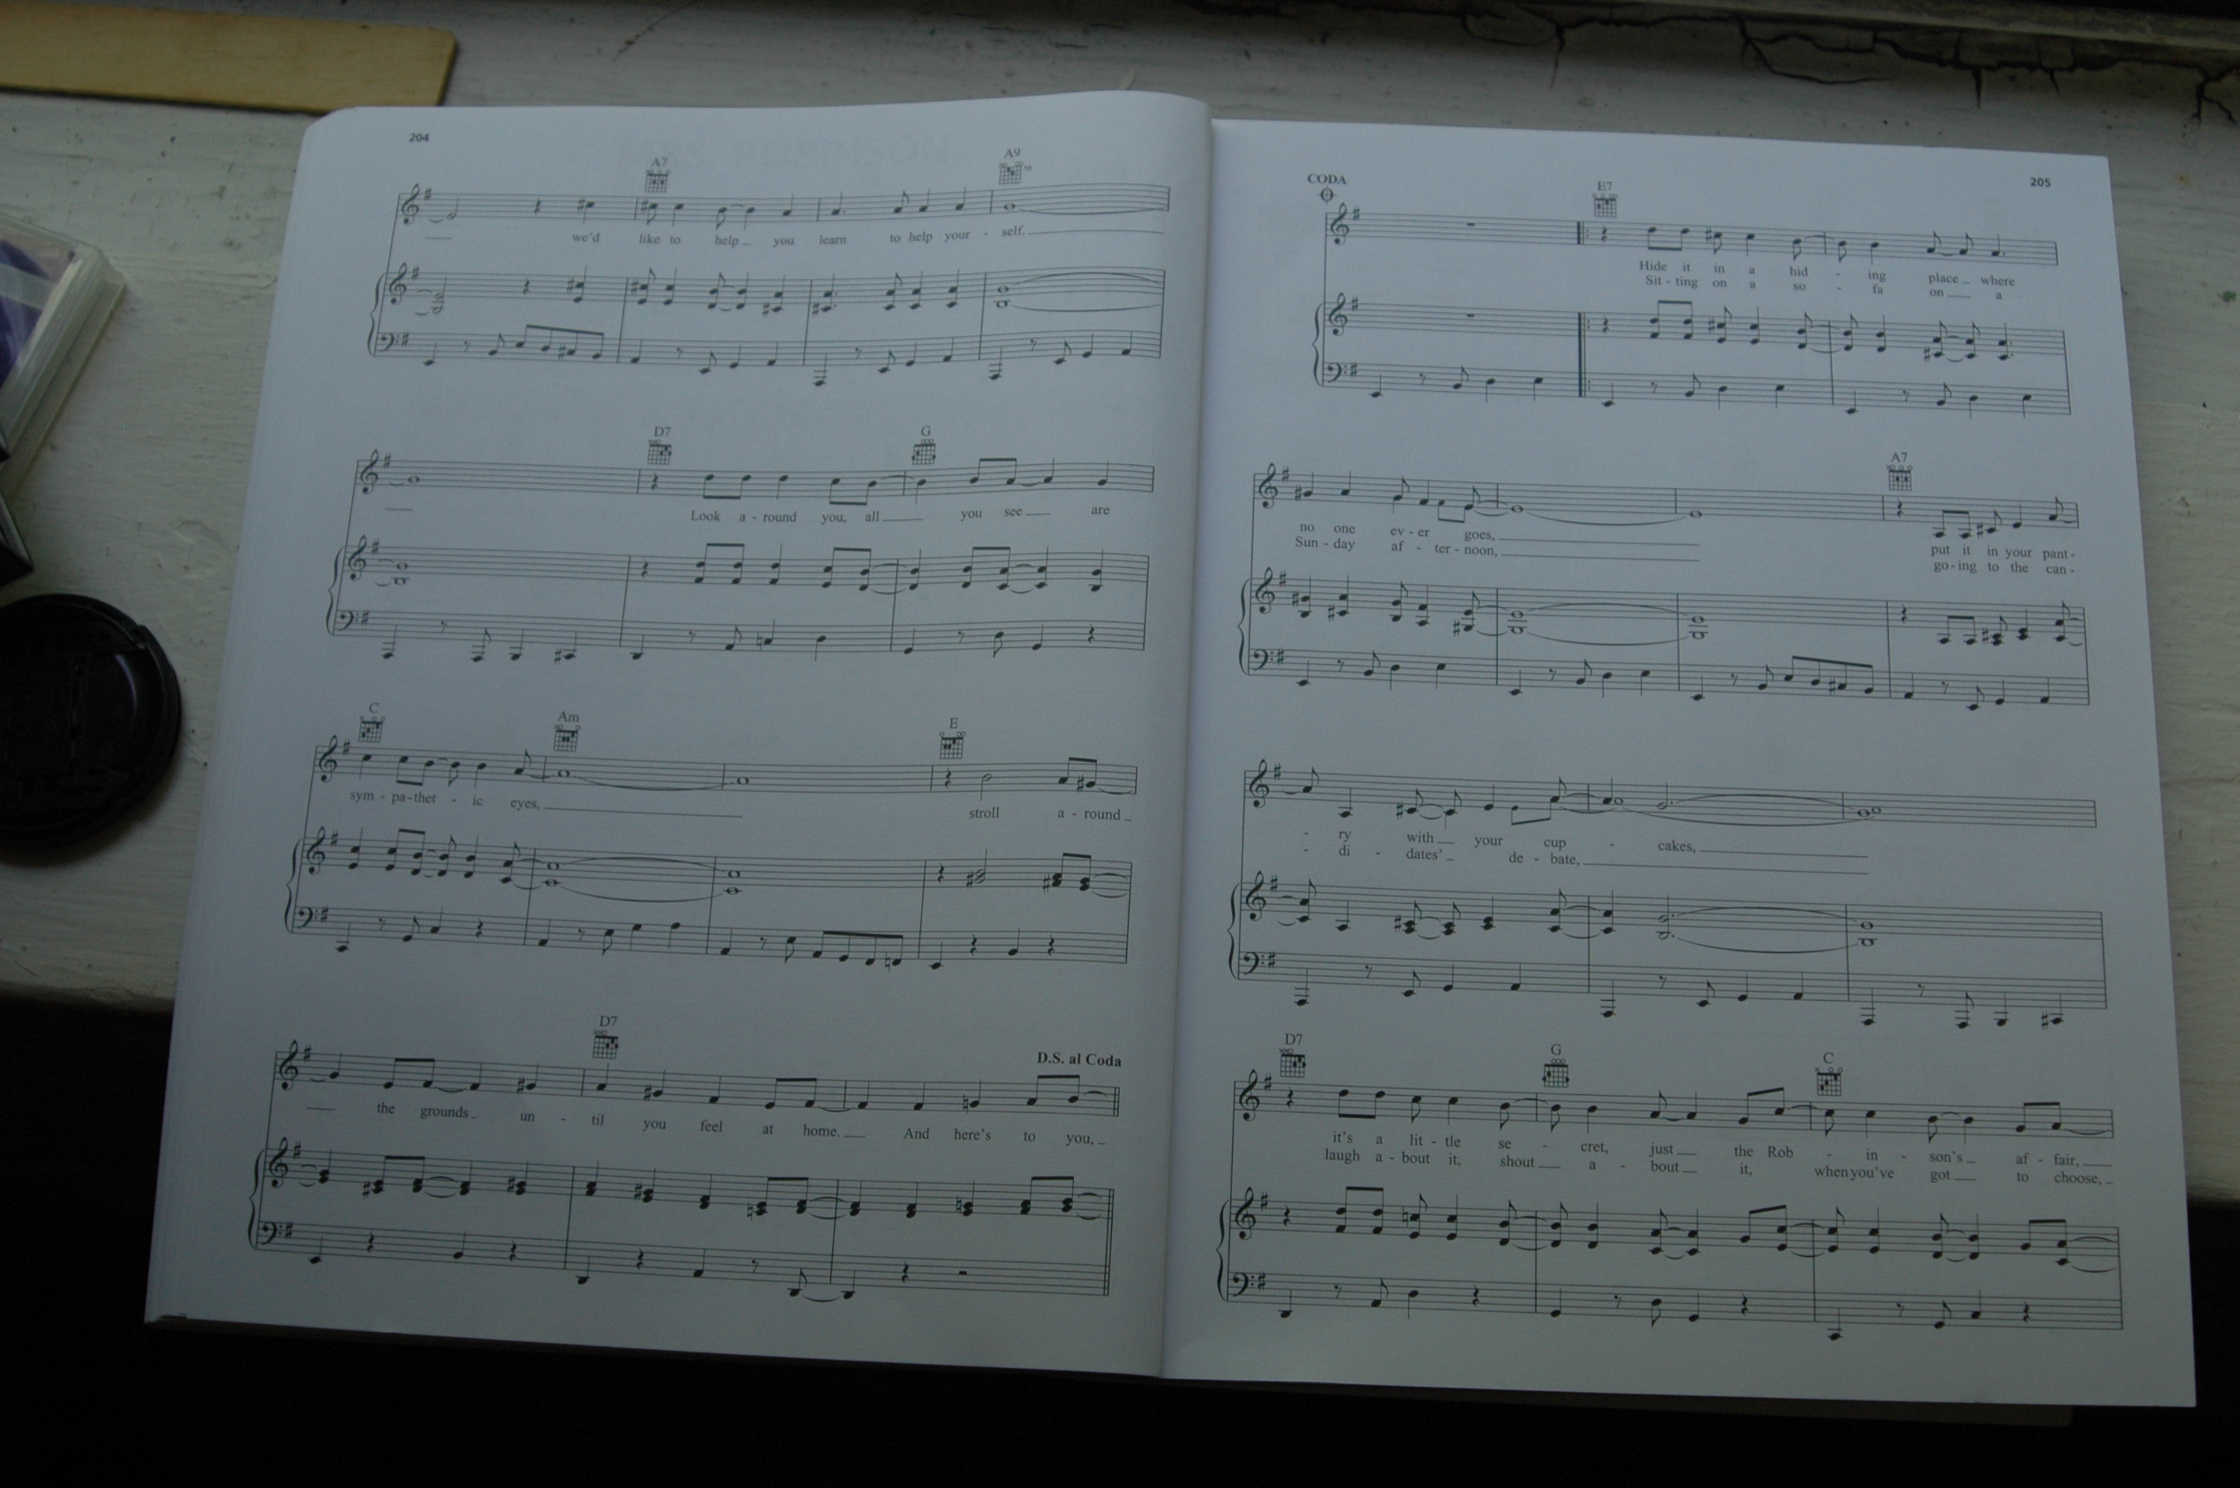 204
A7 A9
we'd like to help you learn to help your - self.
D7 G
Look a - round you, all you see are
C Am E
sym - pa - thet - ic eyes, stroll a - round
D7
D.S. al Coda
the grounds un - til you feel at home. And here's to you,
205
CODA
E7
Hide it in a hid - ing place where
Sit - ting on a so - fa on a
A7
no one ev - er goes, put it in your pant-
Sun - day af - ter - noon, go - ing to the can-
- ry with your cup - cakes,
- di - dates' de - bate,
D7 G C
it's a lit - tle se - cret, just the Rob - in - son's af - fair,
laugh a - bout it, shout a - bout it, when you've got to choose,